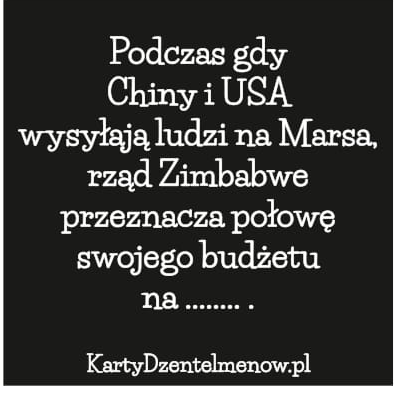 Podczas gdy
Chiny i USA
wysyłają ludzi na Marsa,
rząd Zimbabwe
przeznacza połowę
swojego budżetu
na ........ .
KartyDzentelmenow.pl